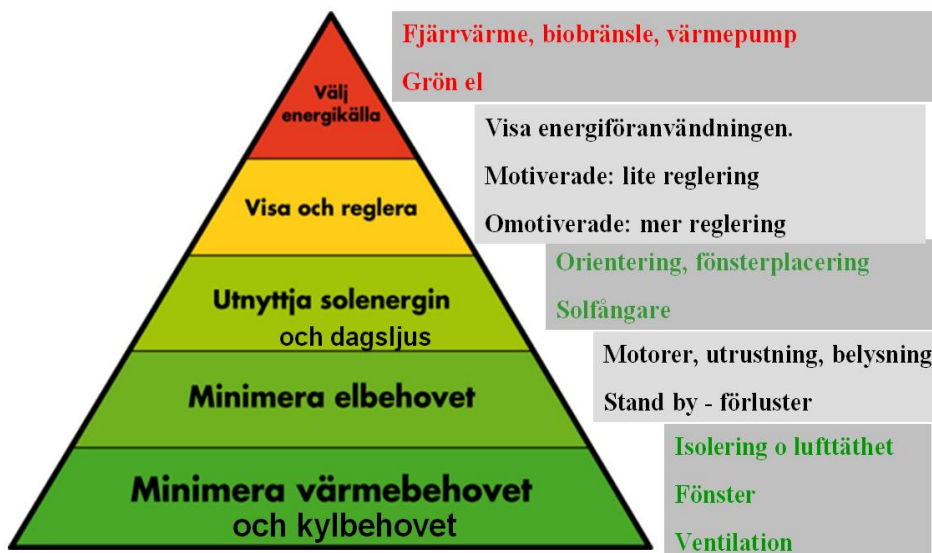 Välj
energikälla
Fjärrvärme, biobränsle, värmepump
Grön el
Visa och reglera
Visa energiföranvändningen.
Motiverade: lite reglering
Omotiverade: mer reglering
Utnyttja solenergin
och dagsljus
Orientering, fönsterplacering
Solfångare
Minimera elbehovet
Motorer, utrustning, belysning
Stand by - förluster
Minimera värmebehovet
och kylbehovet
Isolering o lufttäthet
Fönster
Ventilation